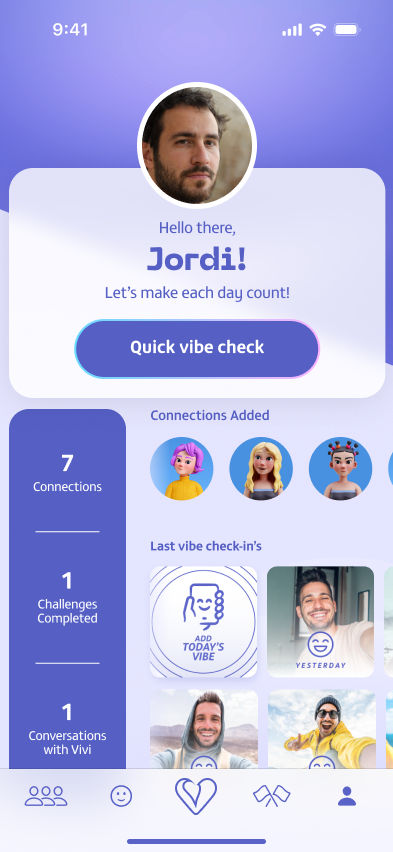 9:41
Hello there,
Jordi!
Let's make each day count!
Quick vibe check
7
Connections
1
Challenges
Completed
1
Conversations
with Vivi
Connections Added
Last vibe check-in's
ADD
TODAY'S
VIBE
YESTERDAY